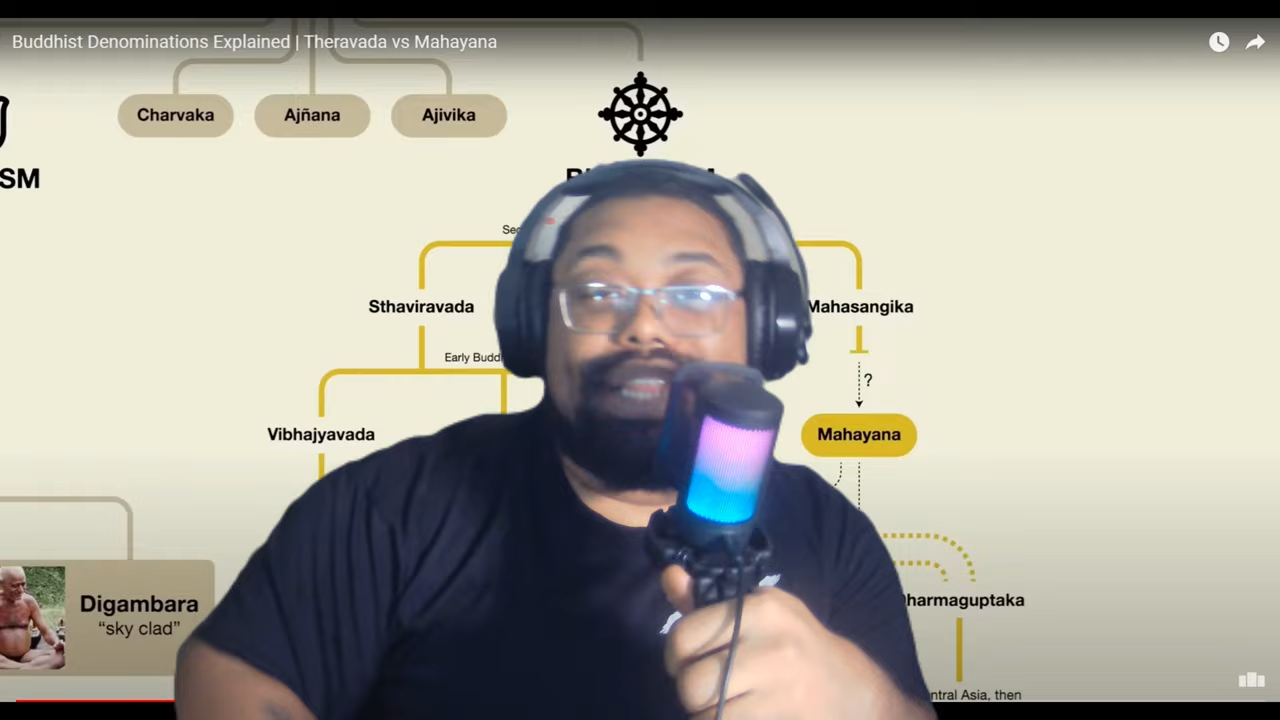 Buddhist Denominations Explained | Theravada vs Mahayana
Charvaka
Ajñana
Ajivika
SM
Sthaviravada
Mahasangika
Early Buddh
?
Vibhajyavada
Mahayana
Digambara
“sky clad”
Dharmaguptaka
ntral Asia, then